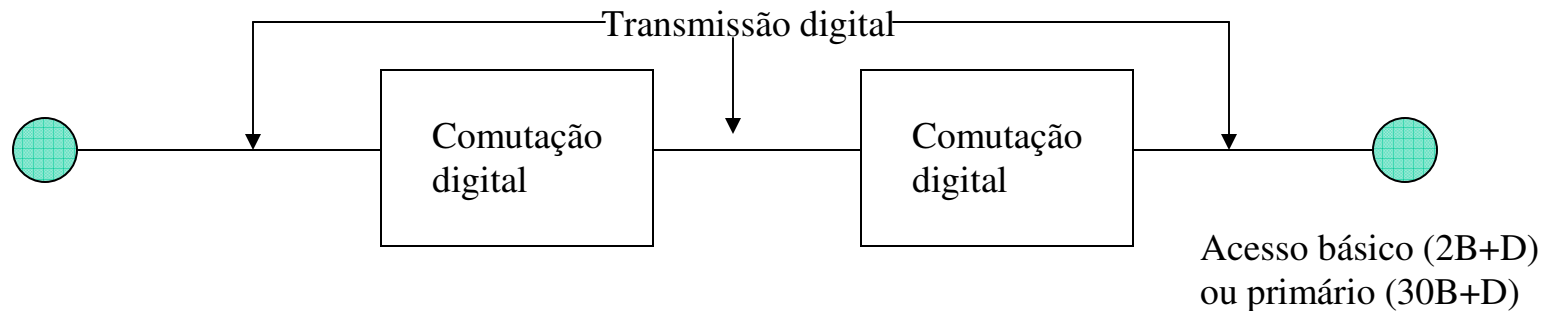 Transmissão digital
Comutação
digital
Comutação
digital
Acesso básico (2B+D)
ou primário (30B+D)